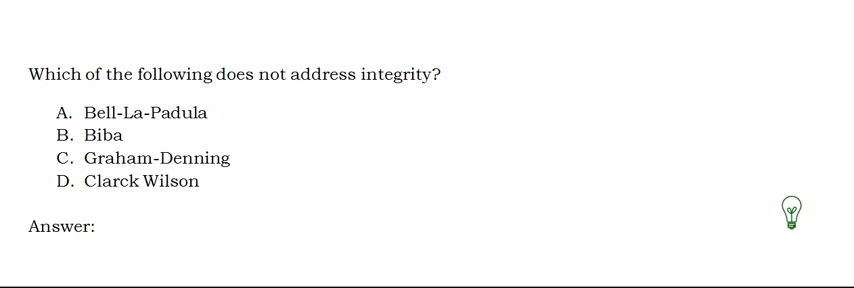 Which of the following does not address integrity?
A. Bell-La-Padula
B. Biba
C. Graham-Denning
D. Clarck Wilson
Answer: